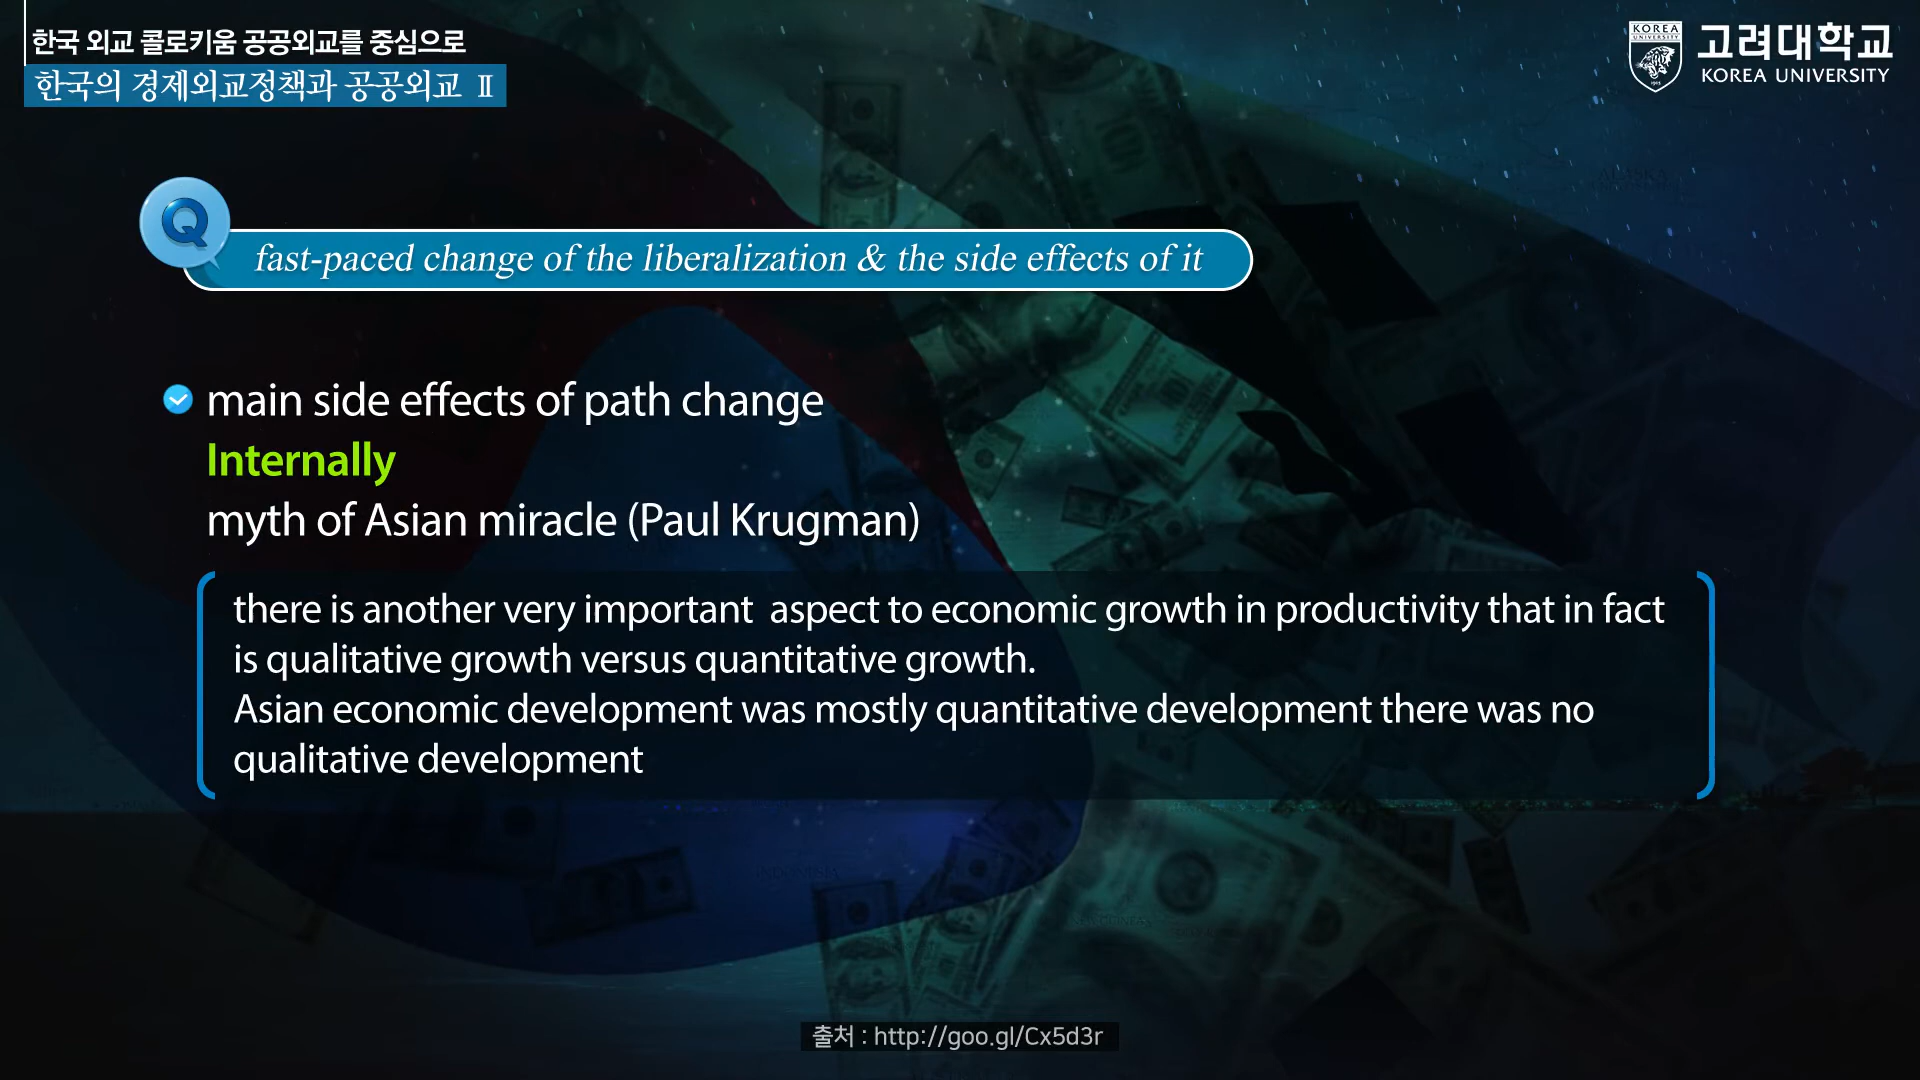 한국 외교 콜로키움 공공외교를 중심으로
한국의 경제외교정책과 공공외교 Ⅱ
KOREA
UNIVERSITY
1905
고려대학교
KOREA UNIVERSITY
Q
fast-paced change of the liberalization & the side effects of it
main side effects of path change
Internally
myth of Asian miracle (Paul Krugman)
there is another very important aspect to economic growth in productivity that in fact
is qualitative growth versus quantitative growth.
Asian economic development was mostly quantitative development there was no
qualitative development
출처 : http://goo.gl/Cx5d3r